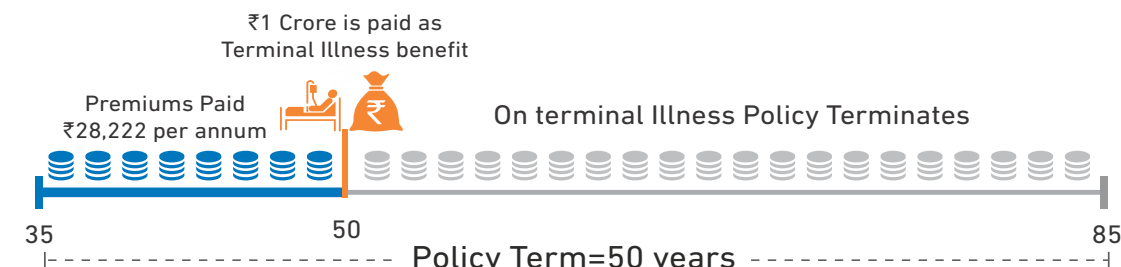 ₹1 Crore is paid as
Terminal Illness benefit
Premiums Paid
₹28,222 per annum
₹
On terminal Illness Policy Terminates
35
50
85
Policy Term=50 years